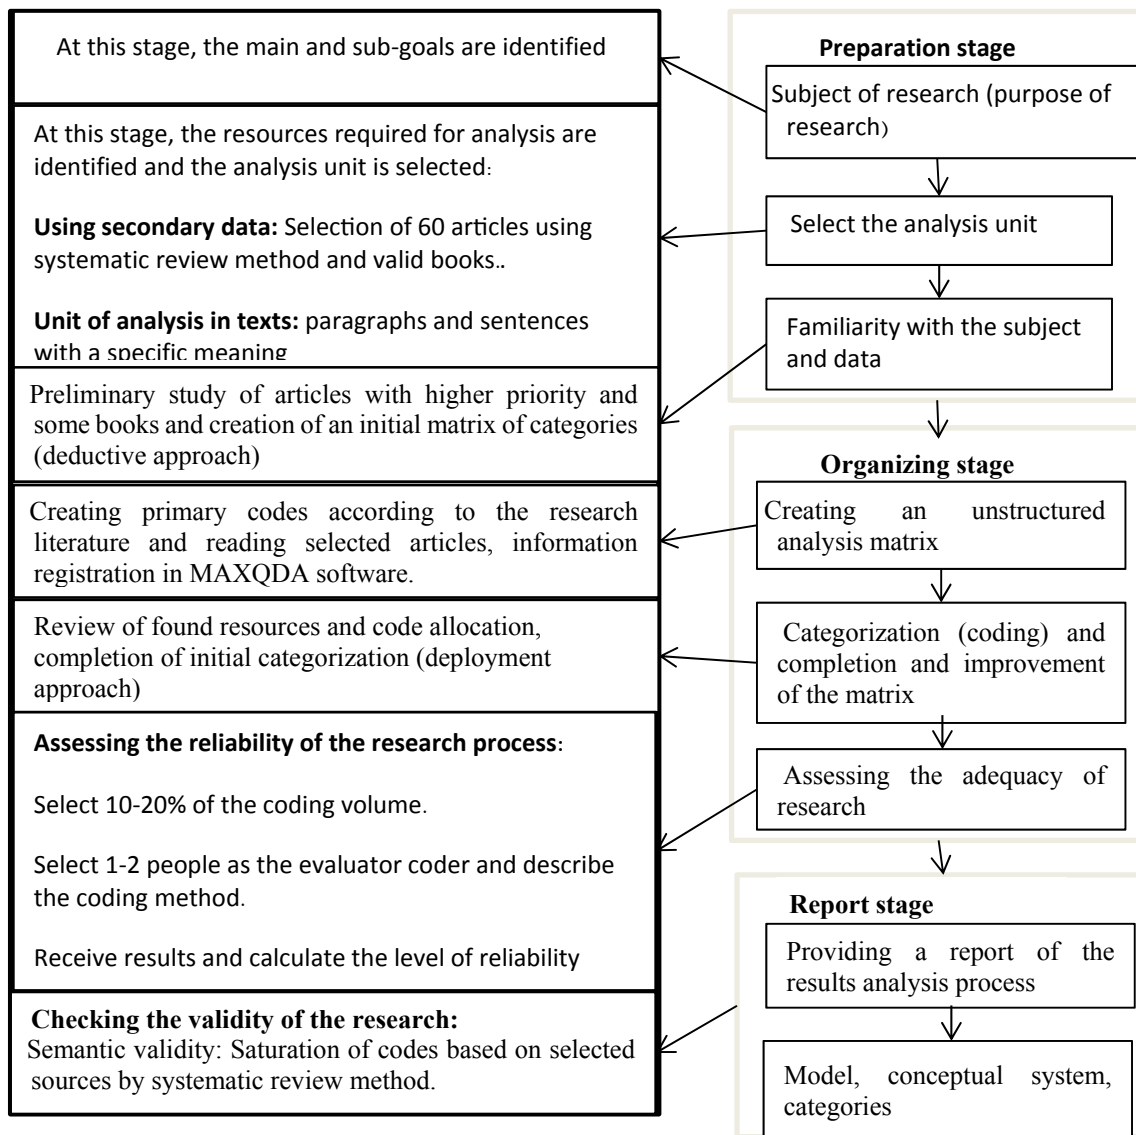 At this stage, the main and sub-goals are identified
At this stage, the resources required for analysis are
identified and the analysis unit is selected:
Using secondary data: Selection of 60 articles using
systematic review method and valid books..
Unit of analysis in texts: paragraphs and sentences
with a specific meaning
Preliminary study of articles with higher priority and
some books and creation of an initial matrix of categories
(deductive approach)
Creating primary codes according to the research
literature and reading selected articles, information
registration in MAXQDA software.
Review of found resources and code allocation,
completion of initial categorization (deployment
approach)
Assessing the reliability of the research process:
Select 10-20% of the coding volume.
Select 1-2 people as the evaluator coder and describe
the coding method.
Receive results and calculate the level of reliability
Checking the validity of the research:
Semantic validity: Saturation of codes based on selected
sources by systematic review method.
Preparation stage
Subject of research (purpose of
research)
Select the analysis unit
Familiarity with the subject
and data
Organizing stage
Creating an unstructured
analysis matrix
Categorization (coding) and
completion and improvement
of the matrix
Assessing the adequacy of
research
Report stage
Providing a report of the
results analysis process
Model, conceptual system,
categories